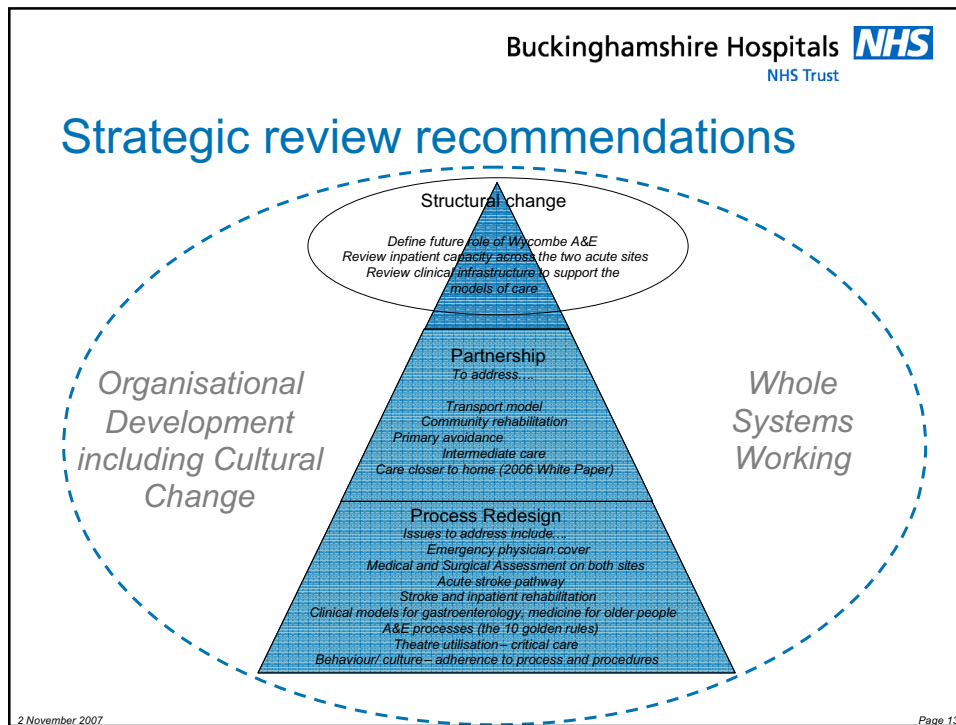 Buckinghamshire Hospitals NHS
NHS Trust
Strategic review recommendations
Structural change
Define future role of Wycombe A&E
Review inpatient capacity across the two acute sites
Review clinical infrastructure to support the
models of care
Organisational
Development
including Cultural
Change
Partnership
To address….
Transport model
Community rehabilitation
Primary avoidance
Intermediate care
Care closer to home (2006 White Paper)
Whole
Systems
Working
Process Redesign
Issues to address include….
Emergency physician cover
Medical and Surgical Assessment on both sites
Acute stroke pathway
Stroke and inpatient rehabilitation
Clinical models for gastroenterology, medicine for older people
A&E processes (the 10 golden rules)
Theatre utilisation – critical care
Behaviour/ culture – adherence to process and procedures
2 November 2007
Page 13